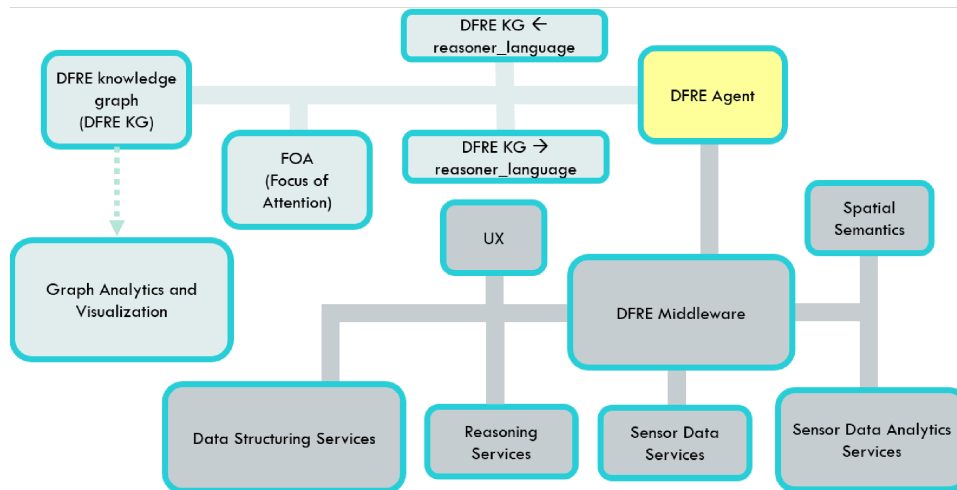 DFRE KG ←
reasoner_language
DFRE knowledge
graph
(DFRE KG)
DFRE Agent
FOA
(Focus of
Attention)
DFRE KG →
reasoner_language
Spatial
Semantics
UX
Graph Analytics and
Visualization
DFRE Middleware
Data Structuring Services
Reasoning
Services
Sensor Data
Services
Sensor Data Analytics
Services